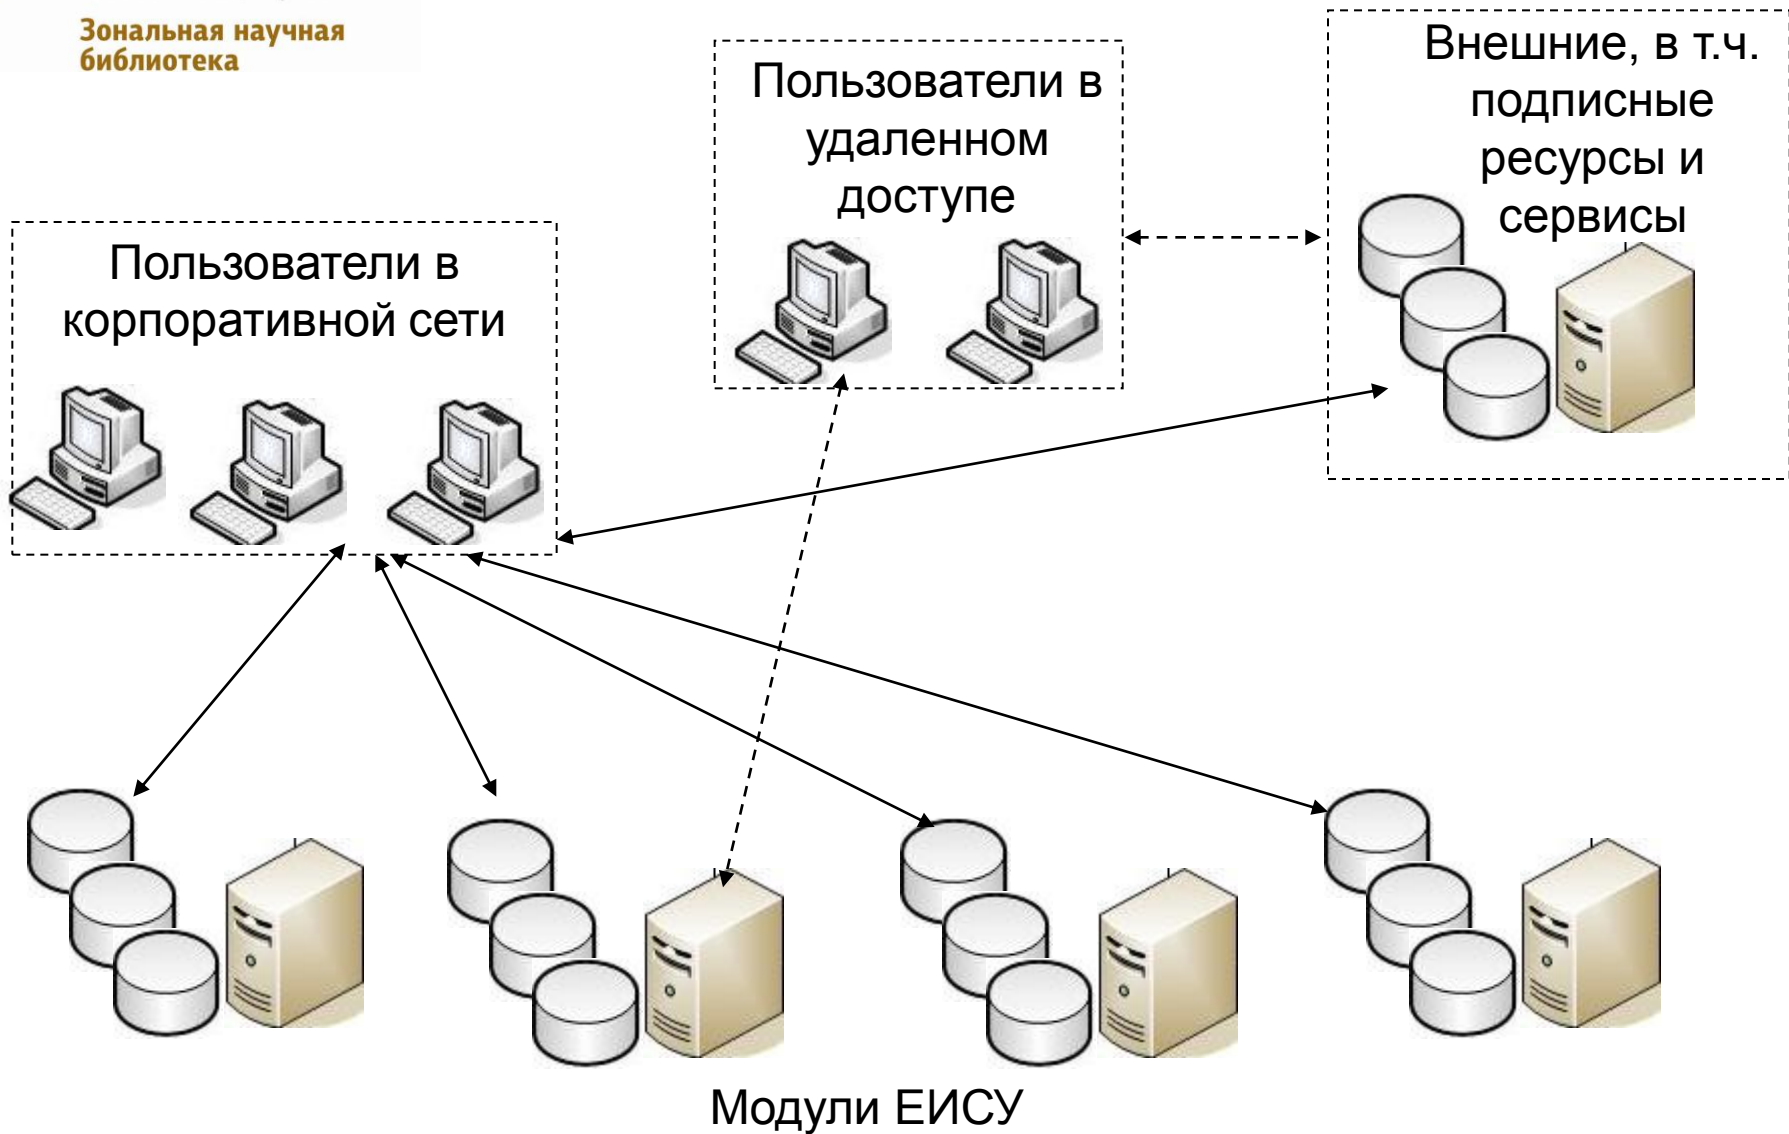 Зональная научная
библиотека
Пользователи в
удаленном
доступе
Внешние, в т.ч.
подписные
ресурсы и
сервисы
Пользователи в
корпоративной сети
Модули ЕИСУ